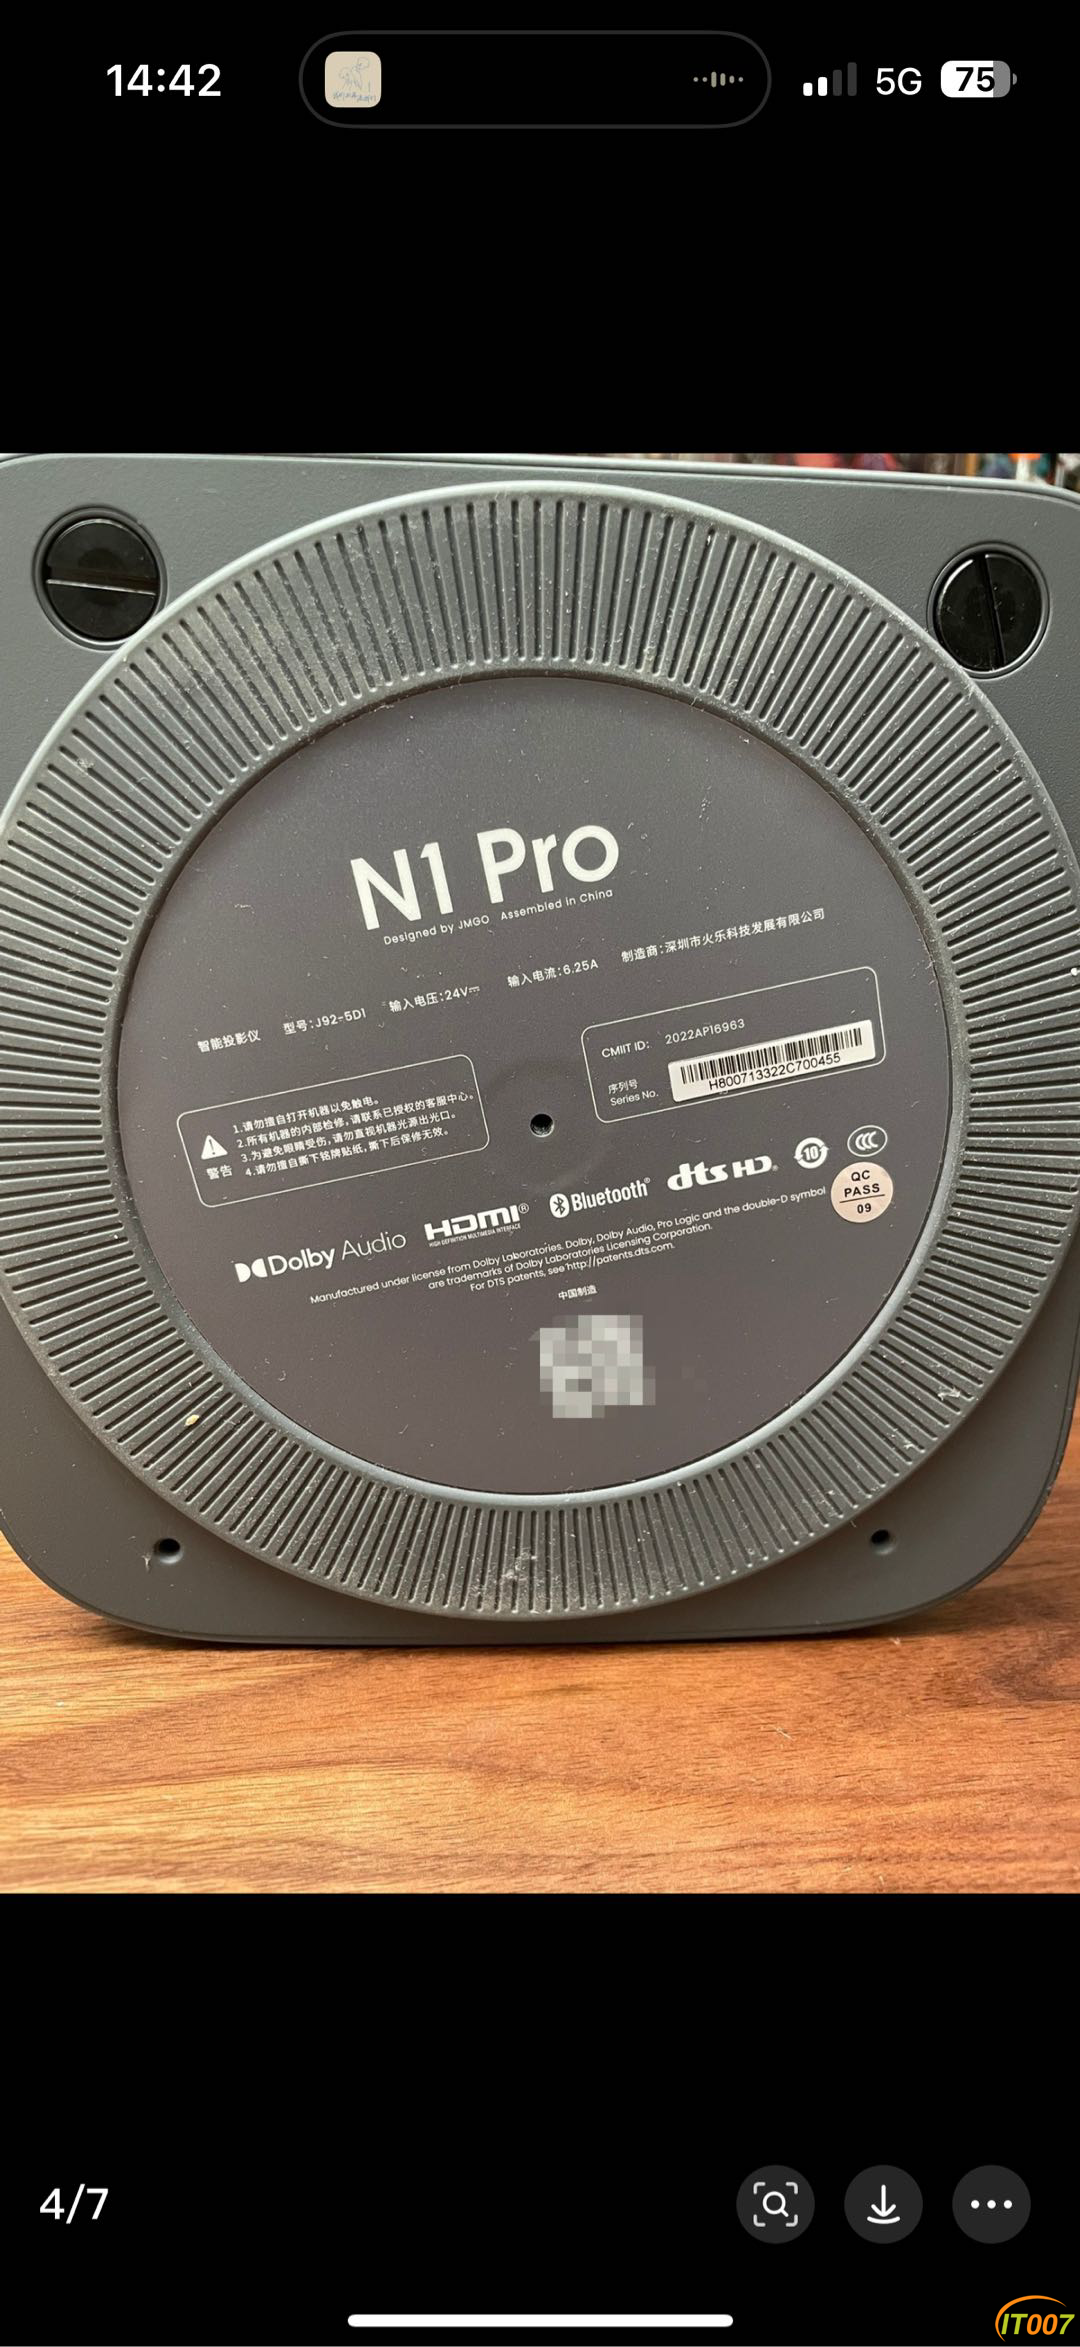 14:42
5G
75
N1 Pro
Designed by JMGO Assembled in China
智能投影仪 型号:J92-5D1 输入电压:24V⎓ 输入电流:6.25A 制造商:深圳市火乐科技发展有限公司
CMIIT ID: 2022AP16963
序列号
Series No.
H800713322C700455
警告
1.请勿擅自打开机器以免触电。
2.所有机器的内部检修,请联系已授权的客服中心。
3.为避免眼睛受伤,请勿直视机器光源出光口。
4.请勿擅自撕下铭牌贴纸,撕下后保修无效。
Dolby Audio HDMI® Bluetooth® dts HD® 10 CCC
HIGH-DEFINITION MULTIMEDIA INTERFACE
QC
PASS
09
Manufactured under license from Dolby Laboratories. Dolby, Dolby Audio, Pro Logic and the double-D symbol
are trademarks of Dolby Laboratories Licensing Corporation.
For DTS patents, see http://patents.dts.com.
中国制造
4/7
IT007